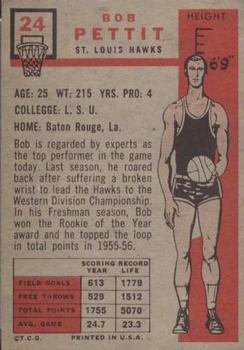 24
BOB
PETTIT
ST. LOUIS HAWKS
HEIGHT
6'9"
AGE: 25 WT: 215 YRS. PRO: 4
COLLEGGE: L. S. U.
HOME: Baton Rouge, La.
Bob is regarded by experts as
the top performer in the game
today. Last season, he roared
back after suffering a broken
wrist to lead the Hawks to the
Western Division Championship.
In his Freshman season, Bob
won the Rookie of the Year
award and he topped the loop
in total points in 1955-56.
SCORING RECORD
YEAR LIFE
FIELD GOALS 613 1779
FREE THROWS 529 1512
TOTAL POINTS 1755 5070
AVG. GAME 24.7 23.3
©T.C.G. PRINTED IN U.S.A.